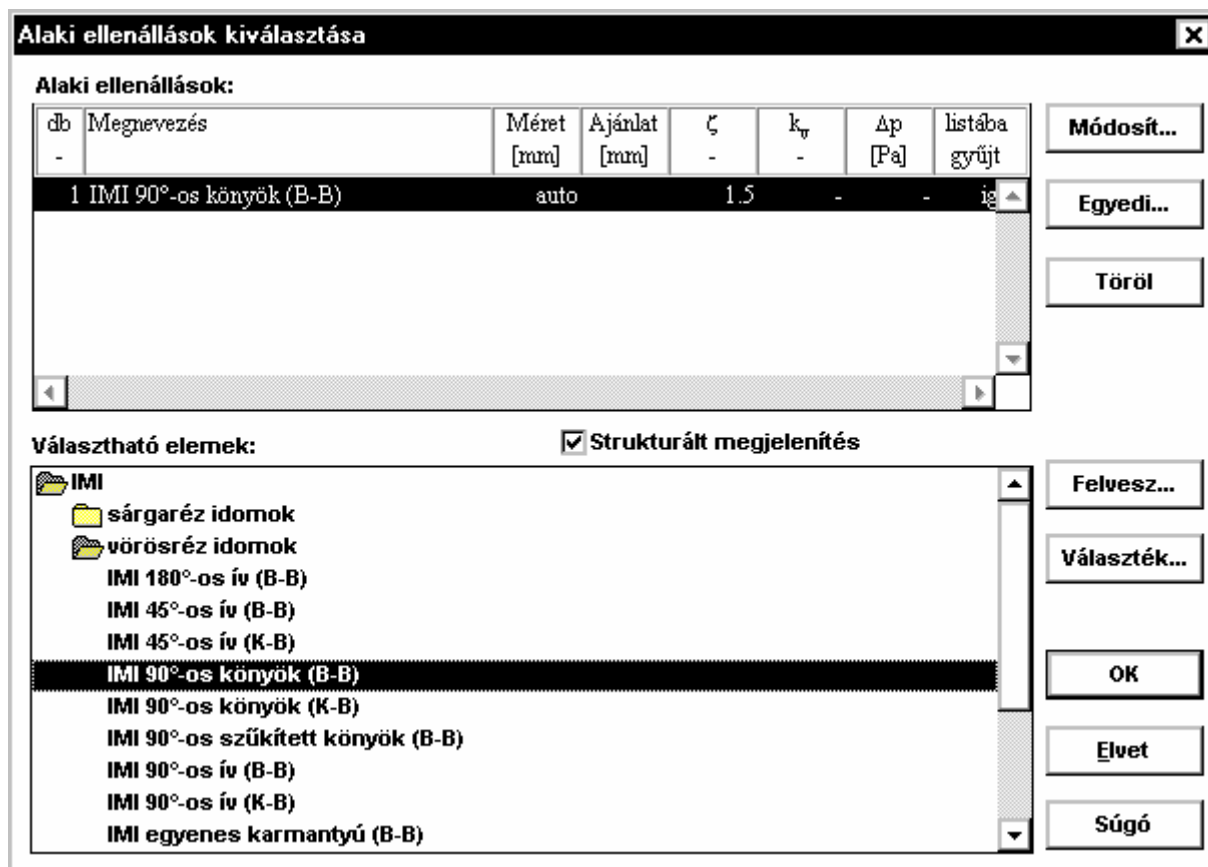 Alaki ellenállások kiválasztása
Alaki ellenállások:
db Megnevezés Méret Ajánlat ζ kᵥ Δp listába
- [mm] [mm] - - [Pa] gyűjt
1 IMI 90°-os könyök (B-B) auto 1.5 - - ig
Módosít...
Egyedi...
Töröl
Választható elemek:
Strukturált megjelenítés
IMI
sárgaréz idomok
vörösréz idomok
IMI 180°-os ív (B-B)
IMI 45°-os ív (B-B)
IMI 45°-os ív (K-B)
IMI 90°-os könyök (B-B)
IMI 90°-os könyök (K-B)
IMI 90°-os szűkített könyök (B-B)
IMI 90°-os ív (B-B)
IMI 90°-os ív (K-B)
IMI egyenes karmantyú (B-B)
Felvesz...
Választék...
OK
Elvet
Súgó